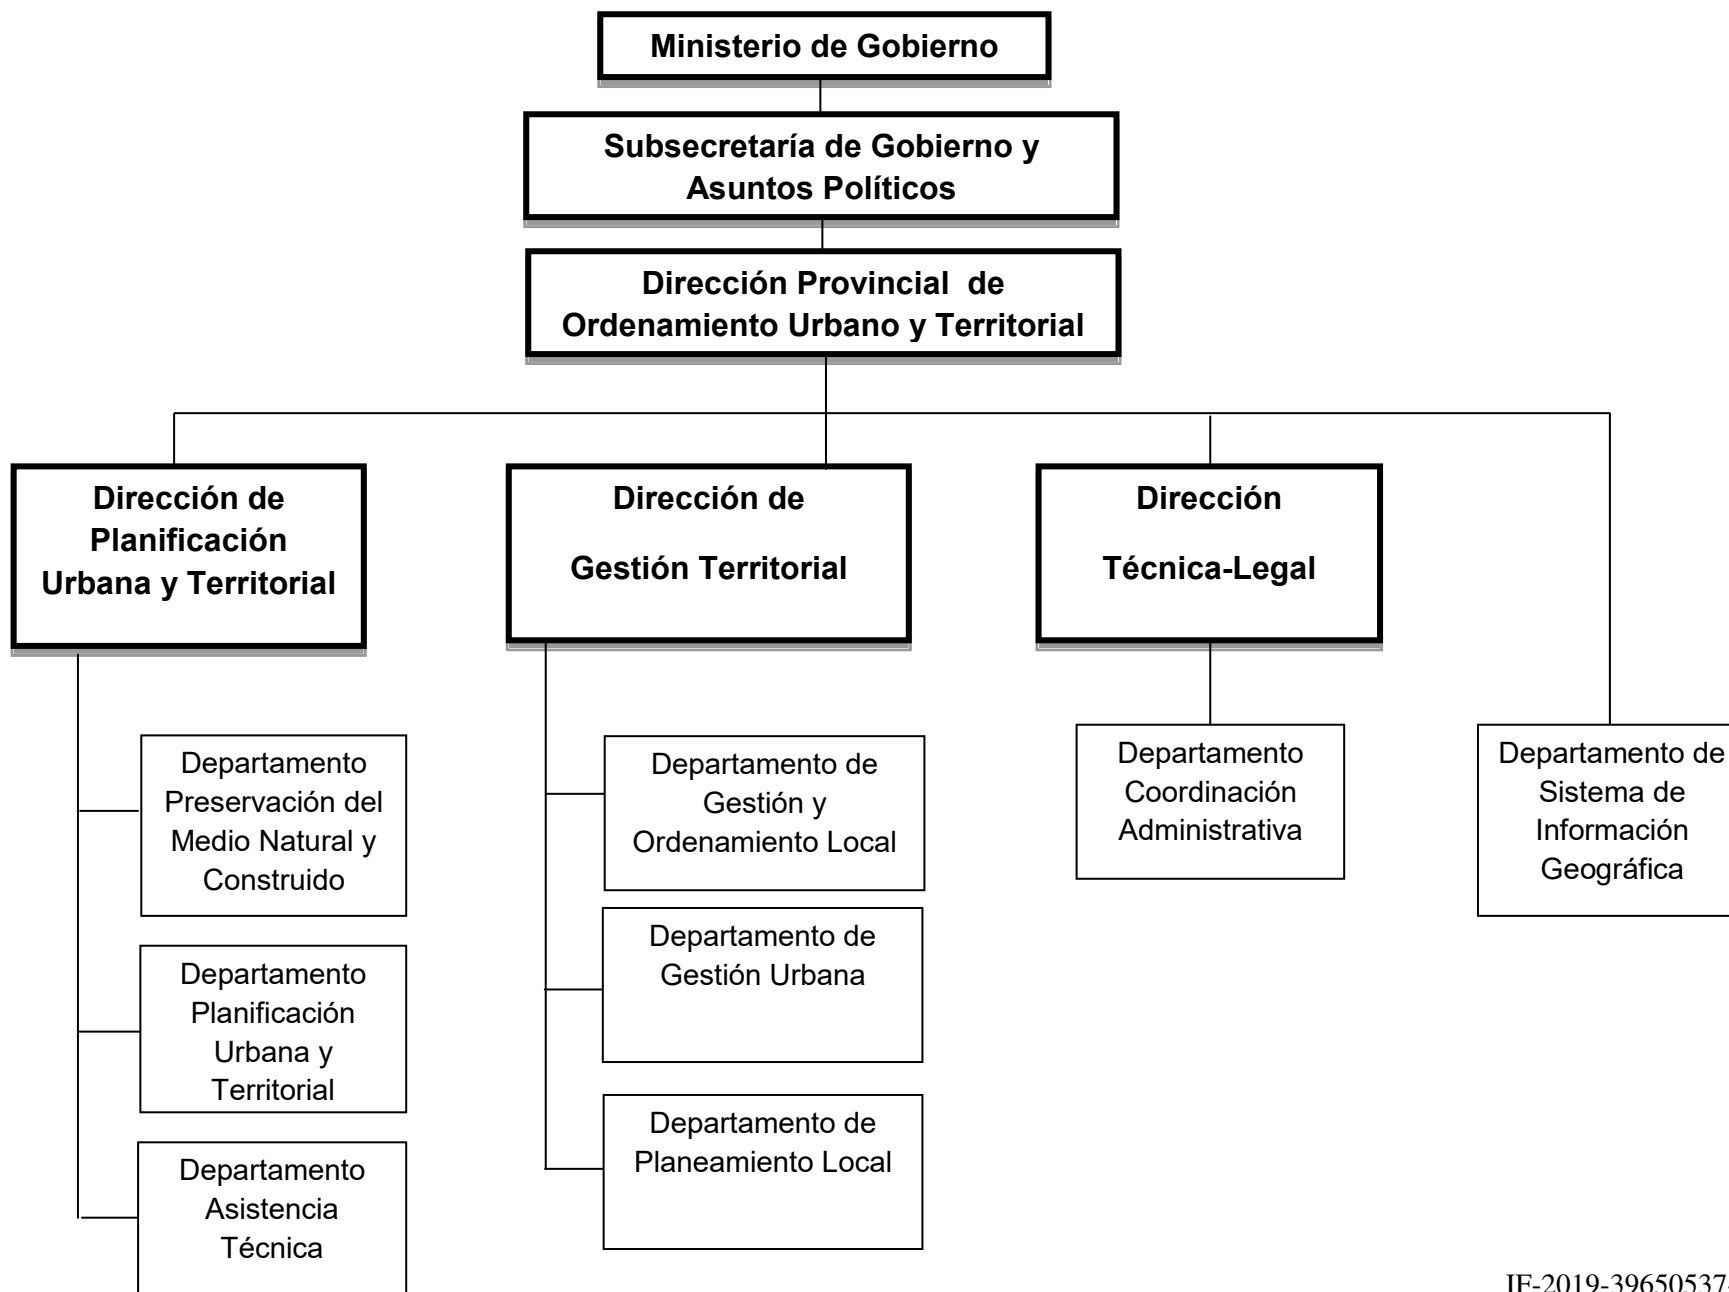 Ministerio de Gobierno
Subsecretaría de Gobierno y
Asuntos Políticos
Dirección Provincial de
Ordenamiento Urbano y Territorial
Dirección de
Planificación
Urbana y Territorial
Dirección de
Gestión Territorial
Dirección
Técnica-Legal
Departamento
Preservación del
Medio Natural y
Construido
Departamento
Planificación
Urbana y
Territorial
Departamento
Asistencia
Técnica
Departamento de
Gestión y
Ordenamiento Local
Departamento de
Gestión Urbana
Departamento de
Planeamiento Local
Departamento
Coordinación
Administrativa
Departamento de
Sistema de
Información
Geográfica
IF-2019-39650537-